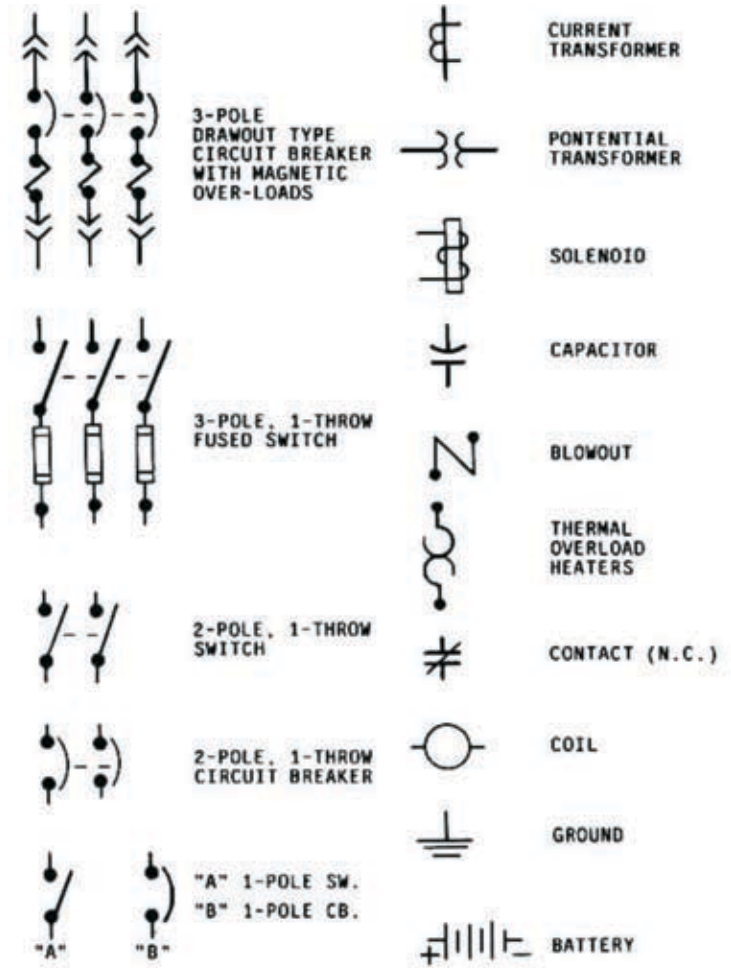 3-POLE
DRAWOUT TYPE
CIRCUIT BREAKER
WITH MAGNETIC
OVER-LOADS
3-POLE, 1-THROW
FUSED SWITCH
2-POLE, 1-THROW
SWITCH
2-POLE, 1-THROW
CIRCUIT BREAKER
"A" 1-POLE SW.
"B" 1-POLE CB.
"A"
"B"
CURRENT
TRANSFORMER
PONTENTIAL
TRANSFORMER
SOLENOID
CAPACITOR
BLOWOUT
THERMAL
OVERLOAD
HEATERS
CONTACT (N.C.)
COIL
GROUND
+ -
BATTERY